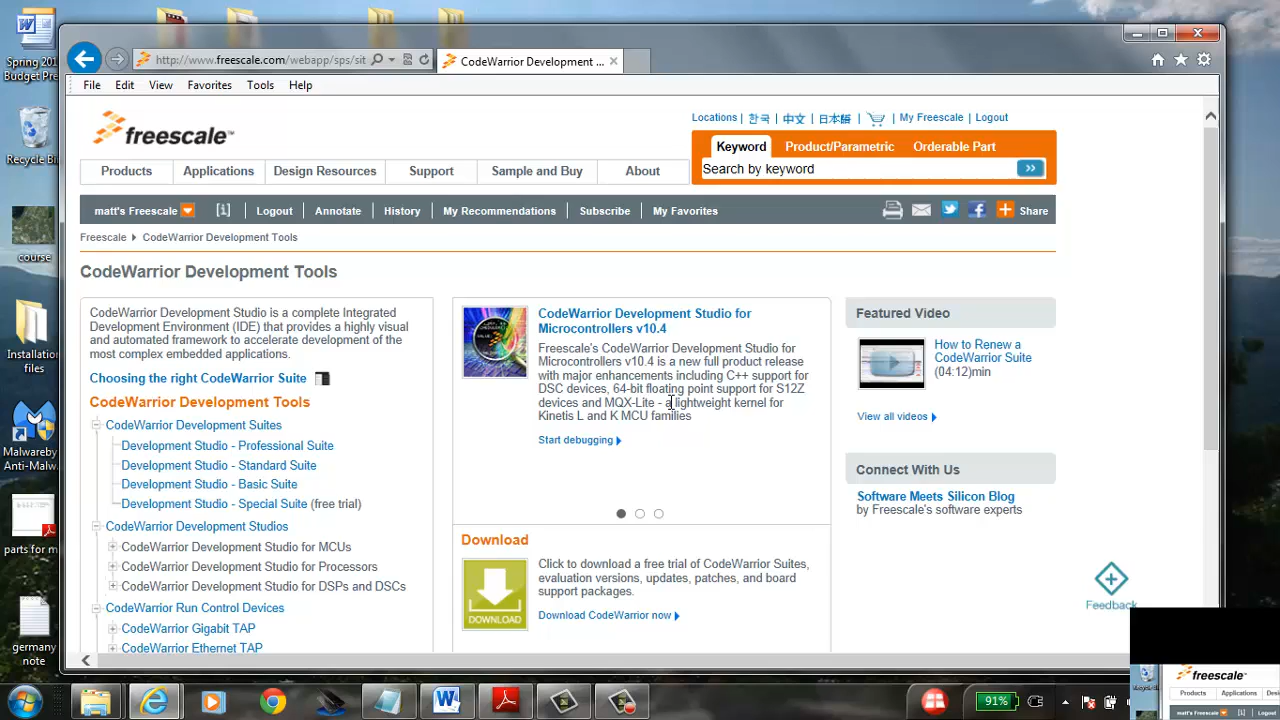 Spring 201
Budget Pre
http://www.freescale.com/webapp/sps/sit
CodeWarrior Development ...
File Edit View Favorites Tools Help
freescale™
Locations | 한국 中文 日本語 My Freescale | Logout
Keyword Product/Parametric Orderable Part
Search by keyword
Products Applications Design Resources Support Sample and Buy About
matt's Freescale [1] Logout Annotate History My Recommendations Subscribe My Favorites Share
Freescale CodeWarrior Development Tools
CodeWarrior Development Tools
CodeWarrior Development Studio is a complete Integrated
Development Environment (IDE) that provides a highly visual
and automated framework to accelerate development of the
most complex embedded applications.
Choosing the right CodeWarrior Suite
CodeWarrior Development Tools
CodeWarrior Development Suites
Development Studio - Professional Suite
Development Studio - Standard Suite
Development Studio - Basic Suite
Development Studio - Special Suite (free trial)
CodeWarrior Development Studios
CodeWarrior Development Studio for MCUs
CodeWarrior Development Studio for Processors
CodeWarrior Development Studio for DSPs and DSCs
CodeWarrior Run Control Devices
CodeWarrior Gigabit TAP
CodeWarrior Ethernet TAP
CodeWarrior Development Studio for
Microcontrollers v10.4
Freescale's CodeWarrior Development Studio for
Microcontrollers v10.4 is a new full product release
with major enhancements including C++ support for
DSC devices, 64-bit floating point support for S12Z
devices and MQX-Lite - a lightweight kernel for
Kinetis L and K MCU families
Start debugging
Download
DOWNLOAD
Click to download a free trial of CodeWarrior Suites,
evaluation versions, updates, patches, and board
support packages.
Download CodeWarrior now
Featured Video
How to Renew a
CodeWarrior Suite
(04:12)min
View all videos
Connect With Us
Software Meets Silicon Blog
by Freescale's software experts
Feedback
Recycle Bin
course
Installation
files
Malwareby
Anti-Malw
parts for m
germany
note
91%
freescale™
Products Applications
matt's Freescale [1] Logout